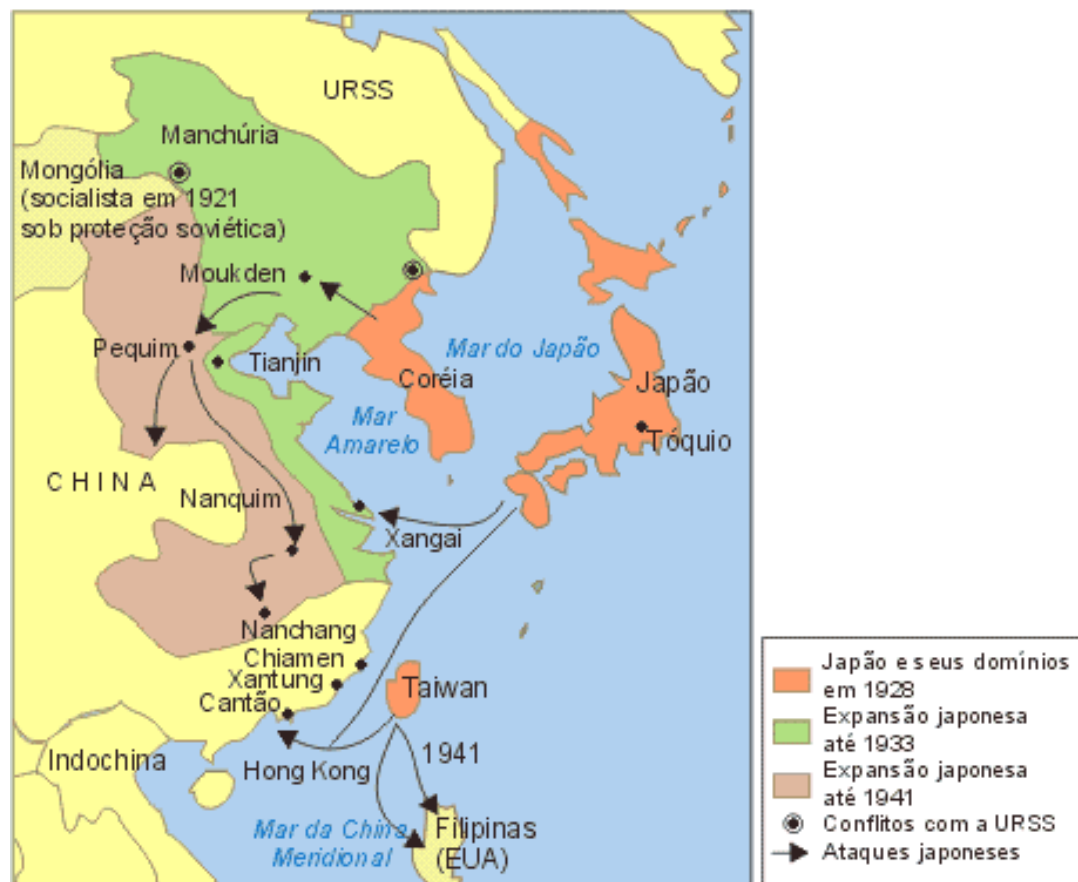 URSS
Manchúria
Mongólia
(socialista em 1921
sob proteção soviética)
Moukden
Pequim
Tianjin
Mar do Japão
Coréia
Japão
Mar
Amarelo
Tóquio
CHINA
Nanquim
Xangai
Nanchang
Chiamen
Xantung
Taiwan
Cantão
Indochina
Hong Kong
1941
Mar da China
Meridional
Filipinas
(EUA)
Japão e seus domínios
em 1928
Expansão japonesa
até 1933
Expansão japonesa
até 1941
Conflitos com a URSS
Ataques japoneses